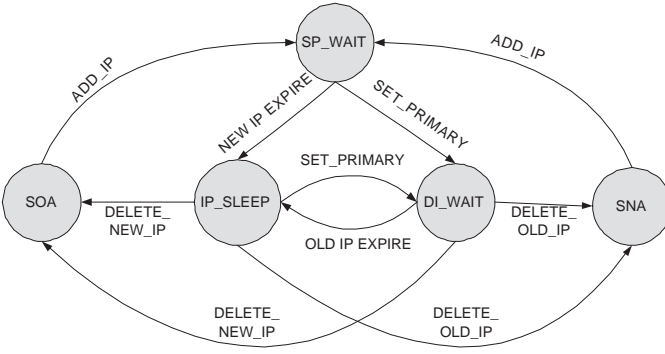 SP_WAIT
ADD_IP
ADD_IP
NEW IP EXPIRE
SET_PRIMARY
SET_PRIMARY
SOA
IP_SLEEP
DI_WAIT
SNA
DELETE_
NEW_IP
DELETE_
OLD_IP
OLD IP EXPIRE
DELETE_
NEW_IP
DELETE_
OLD_IP